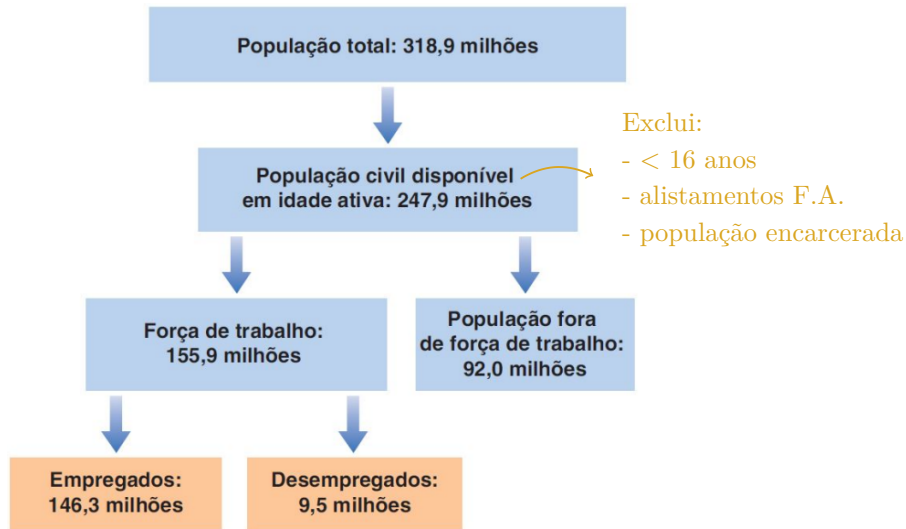 População total: 318,9 milhões
População civil disponível
em idade ativa: 247,9 milhões
Exclui:
- < 16 anos
- alistamentos F.A.
- população encarcerada
Força de trabalho:
155,9 milhões
População fora
de força de trabalho:
92,0 milhões
Empregados:
146,3 milhões
Desempregados:
9,5 milhões